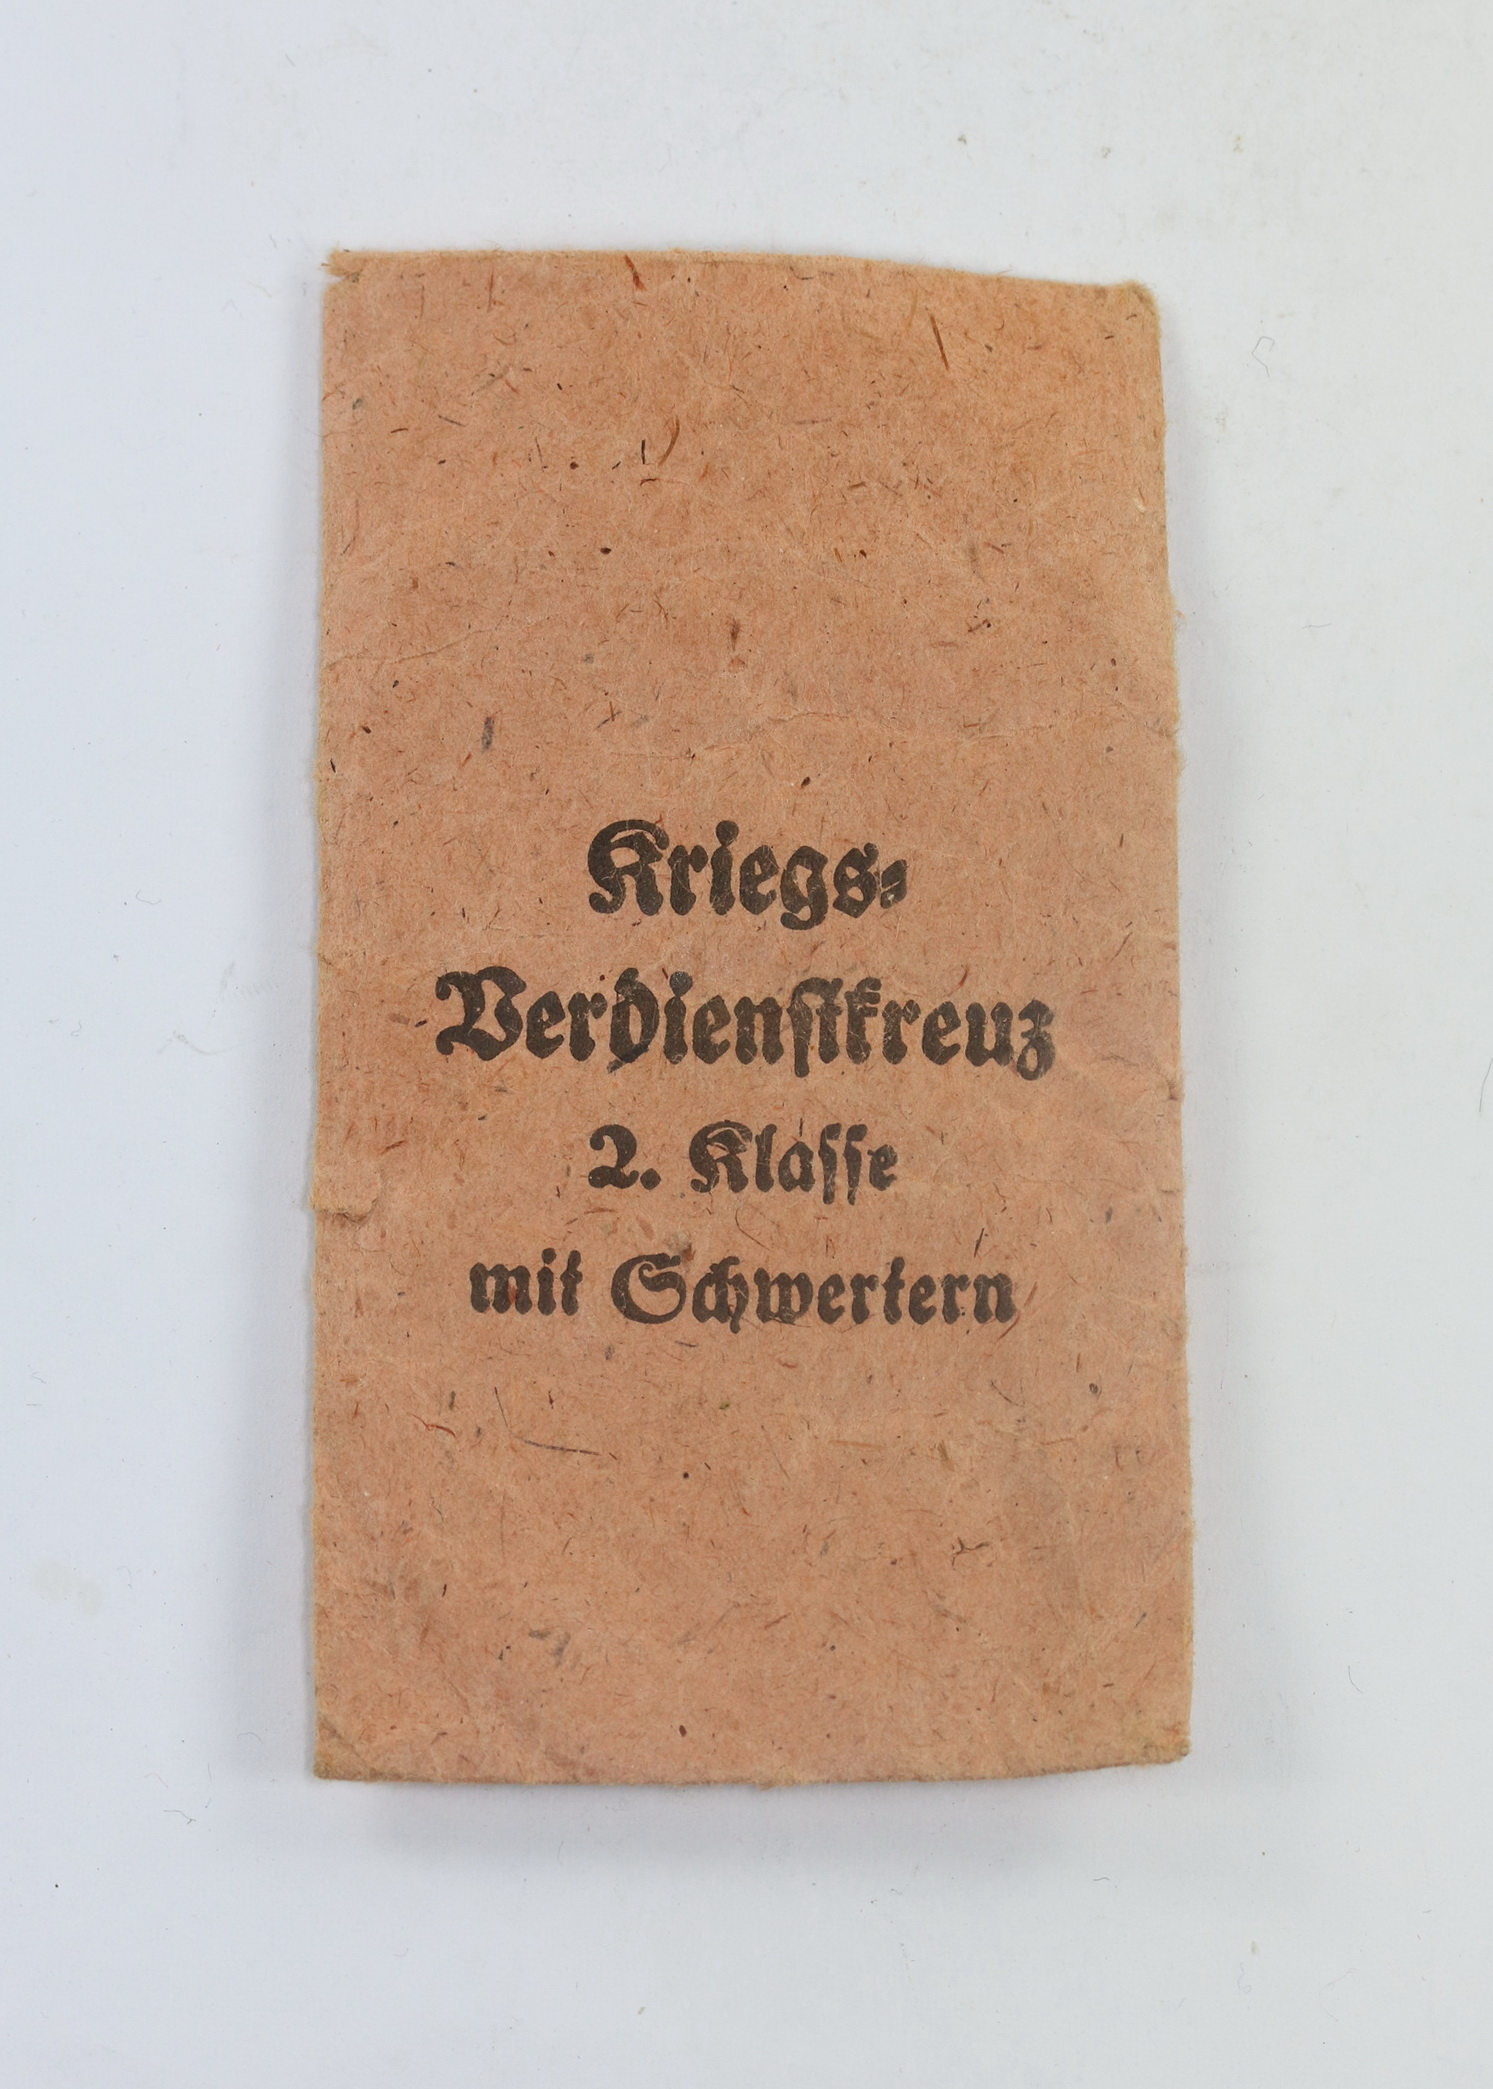 Kriegs-
Verdienstkreuz
2. Klasse
mit Schwertern